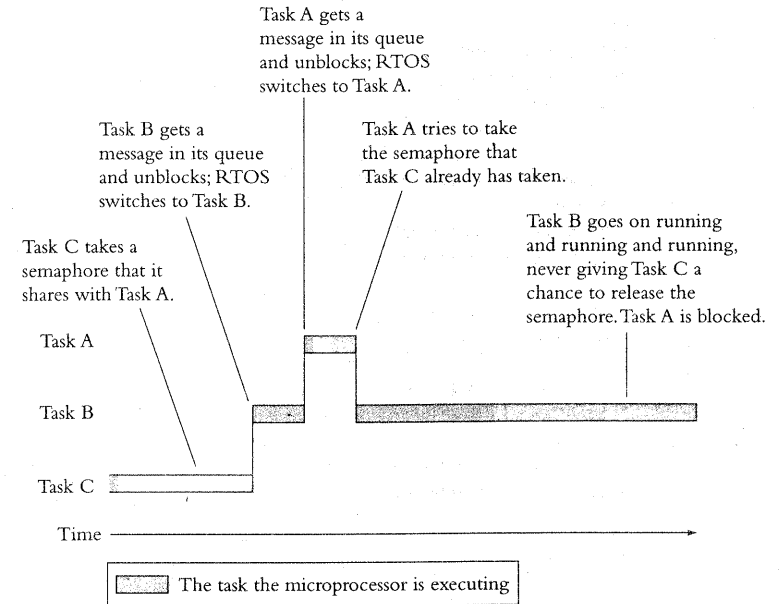 Task A gets a
message in its queue
and unblocks; RTOS
switches to Task A.
Task B gets a
message in its queue
and unblocks; RTOS
switches to Task B.
Task A tries to take
the semaphore that
Task C already has taken.
Task C takes a
semaphore that it
shares with Task A.
Task B goes on running
and running and running,
never giving Task C a
chance to release the
semaphore. Task A is blocked.
Task A
Task B
Task C
Time
The task the microprocessor is executing